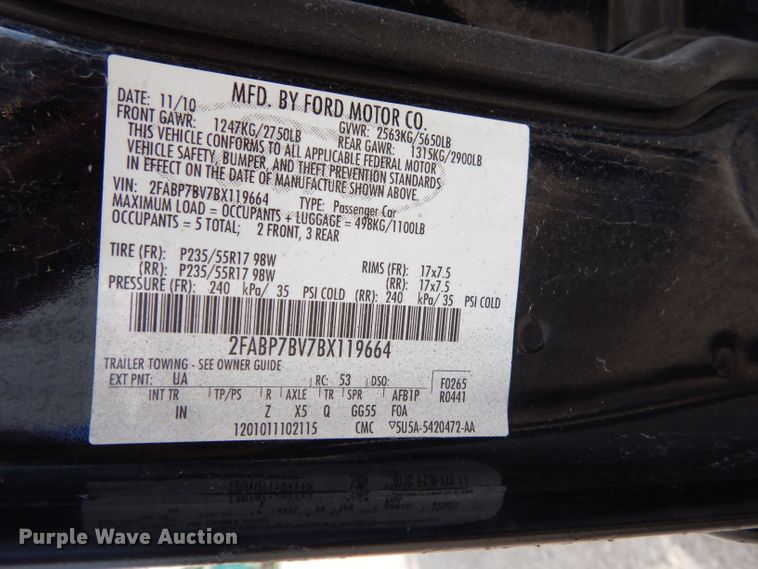 MFD. BY FORD MOTOR CO.
DATE: 11/10 GVWR: 2563KG/5650LB
FRONT GAWR: 1247KG/2750LB REAR GAWR: 1315KG/2900LB
THIS VEHICLE CONFORMS TO ALL APPLICABLE FEDERAL MOTOR
VEHICLE SAFETY, BUMPER, AND THEFT PREVENTION STANDARDS
IN EFFECT ON THE DATE OF MANUFACTURE SHOWN ABOVE.
VIN: 2FABP7BV7BX119664 TYPE: Passenger Car
MAXIMUM LOAD = OCCUPANTS + LUGGAGE = 498KG/1100LB
OCCUPANTS = 5 TOTAL; 2 FRONT, 3 REAR
TIRE (FR): P235/55R17 98W RIMS (FR): 17x7.5
(RR): P235/55R17 98W (RR): 17x7.5
PRESSURE (FR): 240 kPa/ 35 PSI COLD (RR): 240 kPa/ 35 PSI COLD
2FABP7BV7BX119664
TRAILER TOWING - SEE OWNER GUIDE
EXT PNT: UA RC: 53 DSO: F0265
INT TR TP/PS R AXLE TR SPR AFB1P R0441
IN Z X5 Q GG55 F0A
1201011102115 CMC ▽5U5A-5420472-AA
Purple Wave Auction